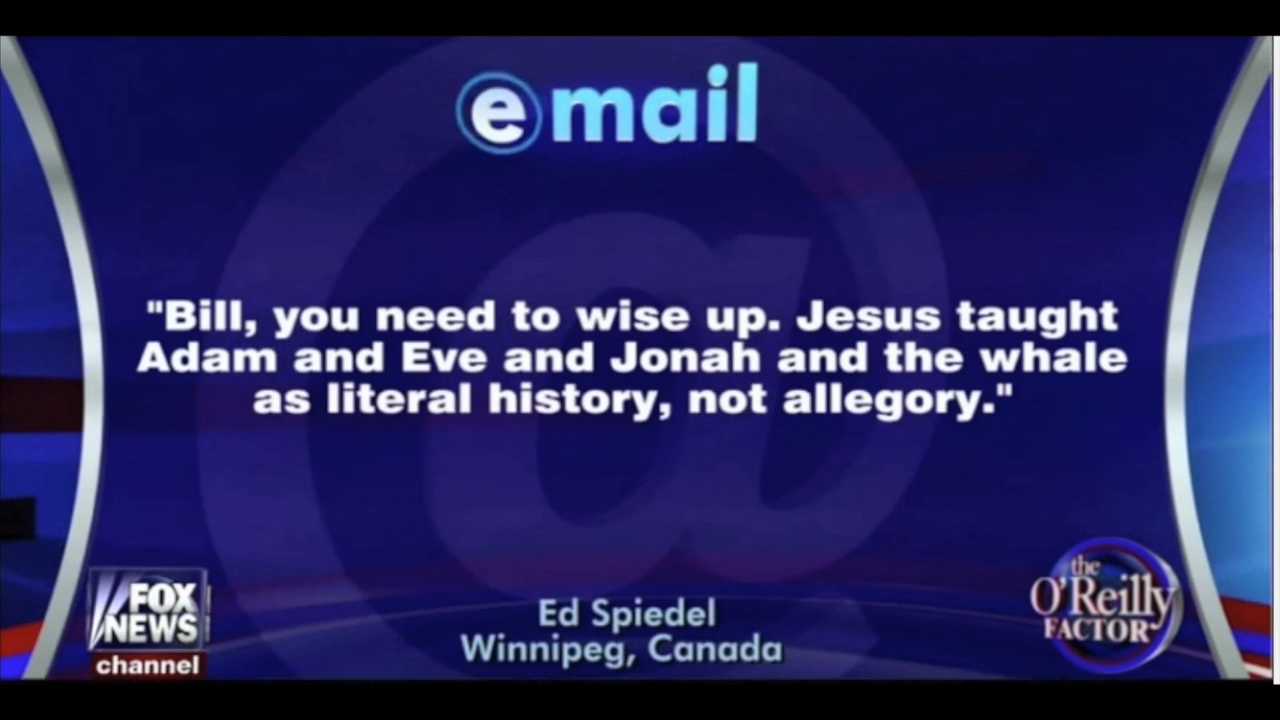 email
"Bill, you need to wise up. Jesus taught
Adam and Eve and Jonah and the whale
as literal history, not allegory."
Ed Spiedel
Winnipeg, Canada
FOX
NEWS
channel
the
O'Reilly
FACTOR